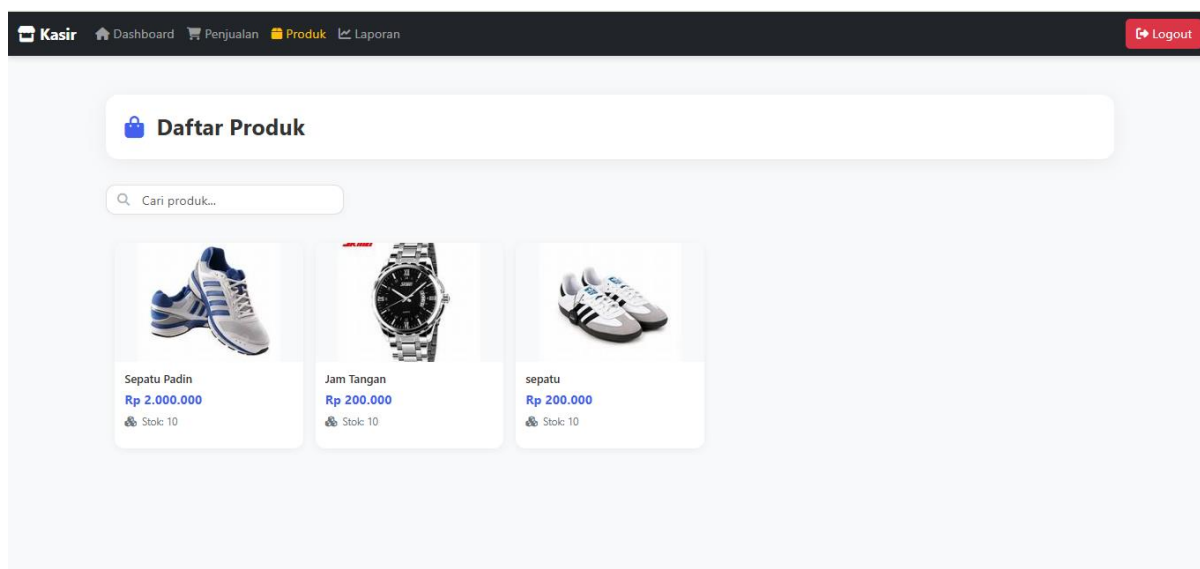 Kasir Dashboard Penjualan Produk Laporan Logout
Daftar Produk
Cari produk...
Sepatu Padin
Rp 2.000.000
Stok: 10
Jam Tangan
Rp 200.000
Stok: 10
sepatu
Rp 200.000
Stok: 10